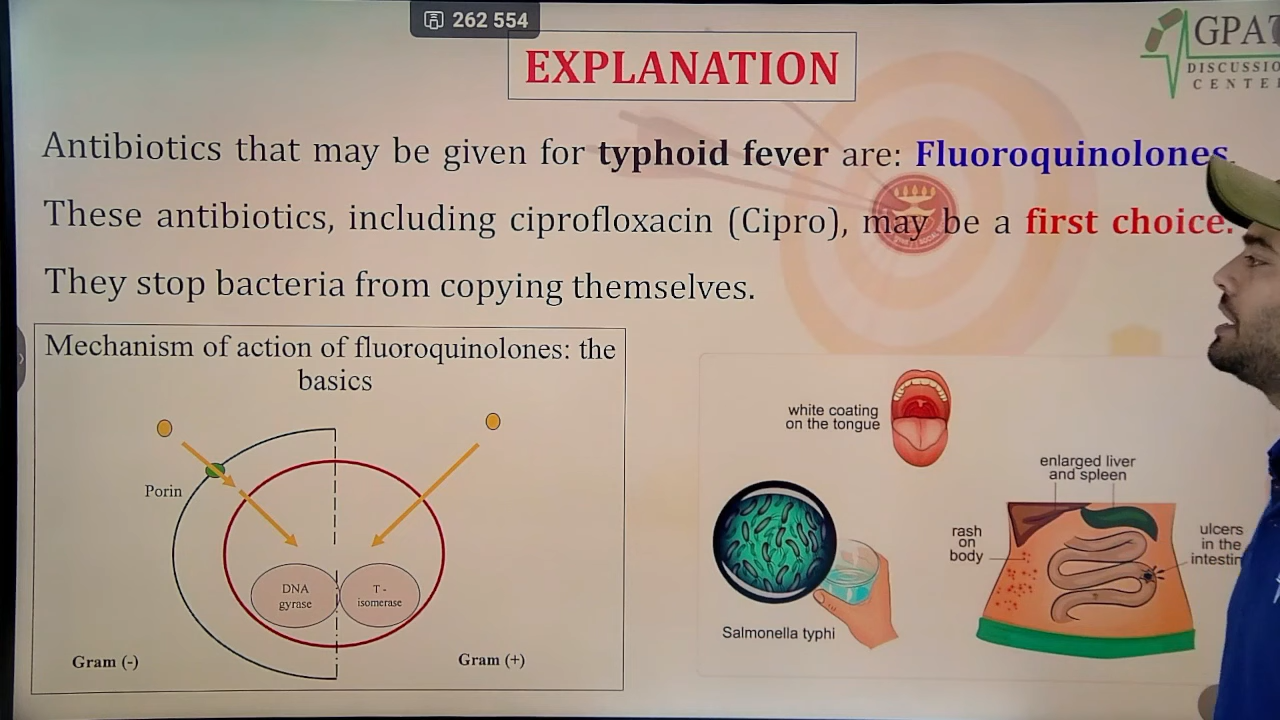 262 554
EXPLANATION
GPAT
DISCUSSIO
CENTE
Antibiotics that may be given for typhoid fever are: Fluoroquinolones.
These antibiotics, including ciprofloxacin (Cipro), may be a first choice.
They stop bacteria from copying themselves.
Mechanism of action of fluoroquinolones: the
basics
Porin
DNA
gyrase
T -
isomerase
Gram (-)
Gram (+)
white coating
on the tongue
Salmonella typhi
enlarged liver
and spleen
rash
on
body
ulcers
in the
intestin